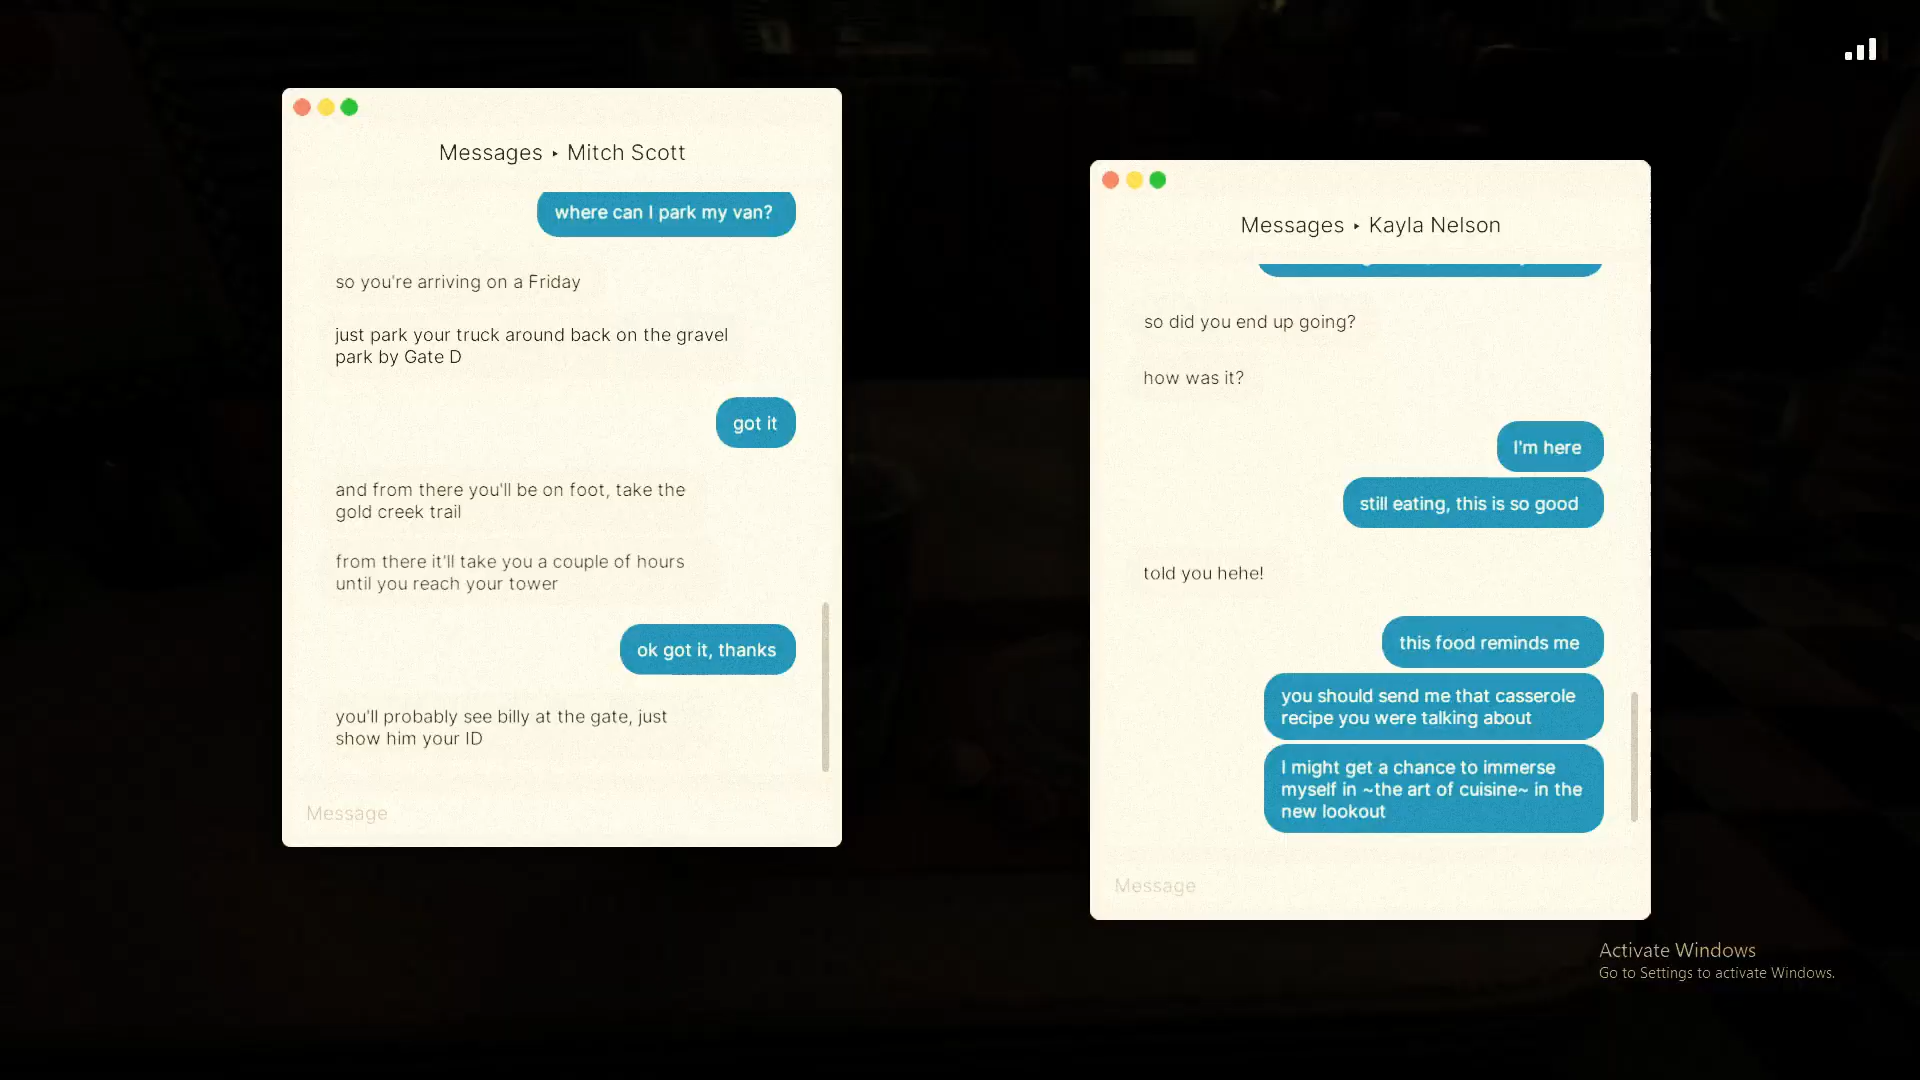 Messages ‣ Mitch Scott
where can I park my van?
so you're arriving on a Friday
just park your truck around back on the gravel
park by Gate D
got it
and from there you'll be on foot, take the
gold creek trail
from there it'll take you a couple of hours
until you reach your tower
ok got it, thanks
you'll probably see billy at the gate, just
show him your ID
Message
Messages ‣ Kayla Nelson
so did you end up going?
how was it?
I'm here
still eating, this is so good
told you hehe!
this food reminds me
you should send me that casserole
recipe you were talking about
I might get a chance to immerse
myself in ~the art of cuisine~ in the
new lookout
Message
Activate Windows
Go to Settings to activate Windows.